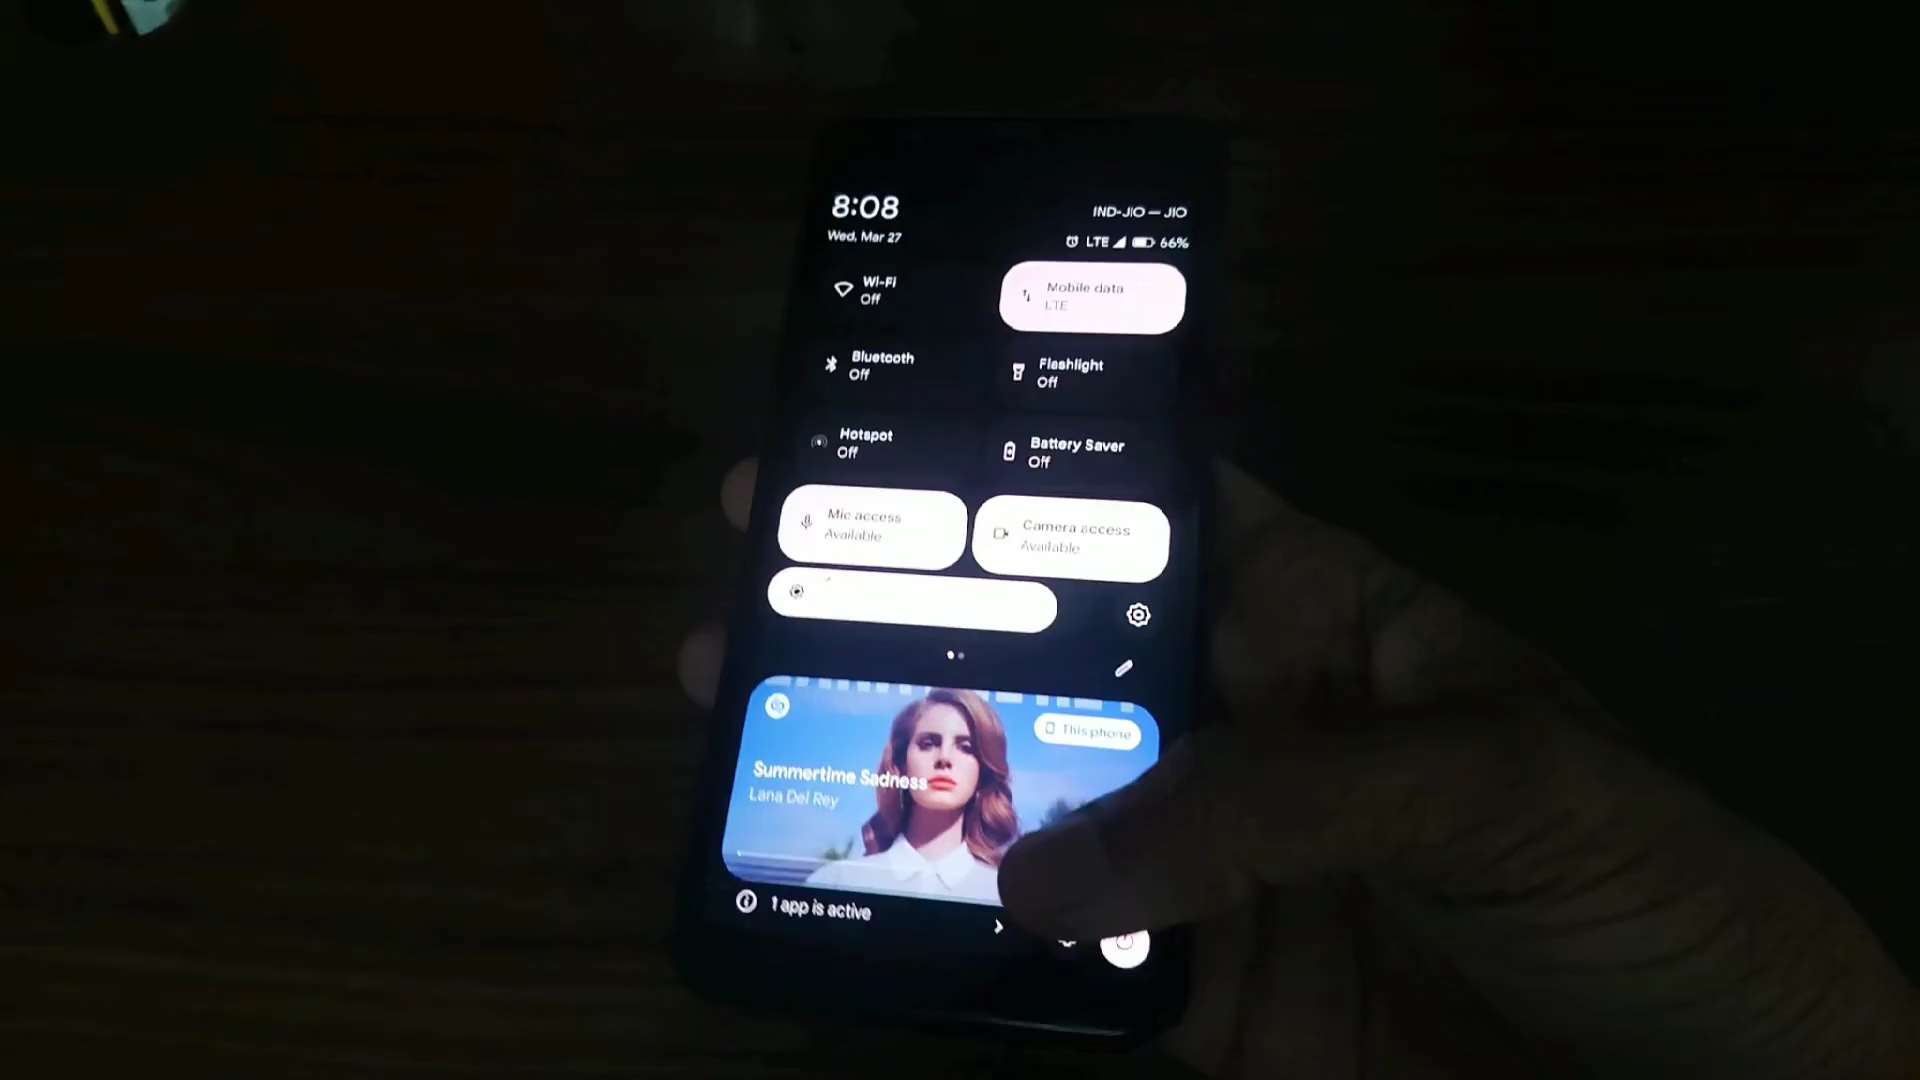 8:08
IND-JIO — JIO
Wed, Mar 27
LTE 66%
Wi-Fi
Off
Mobile data
LTE
Bluetooth
Off
Flashlight
Off
Hotspot
Off
Battery Saver
Off
Mic access
Available
Camera access
Available
This phone
Summertime Sadness
Lana Del Rey
1 app is active